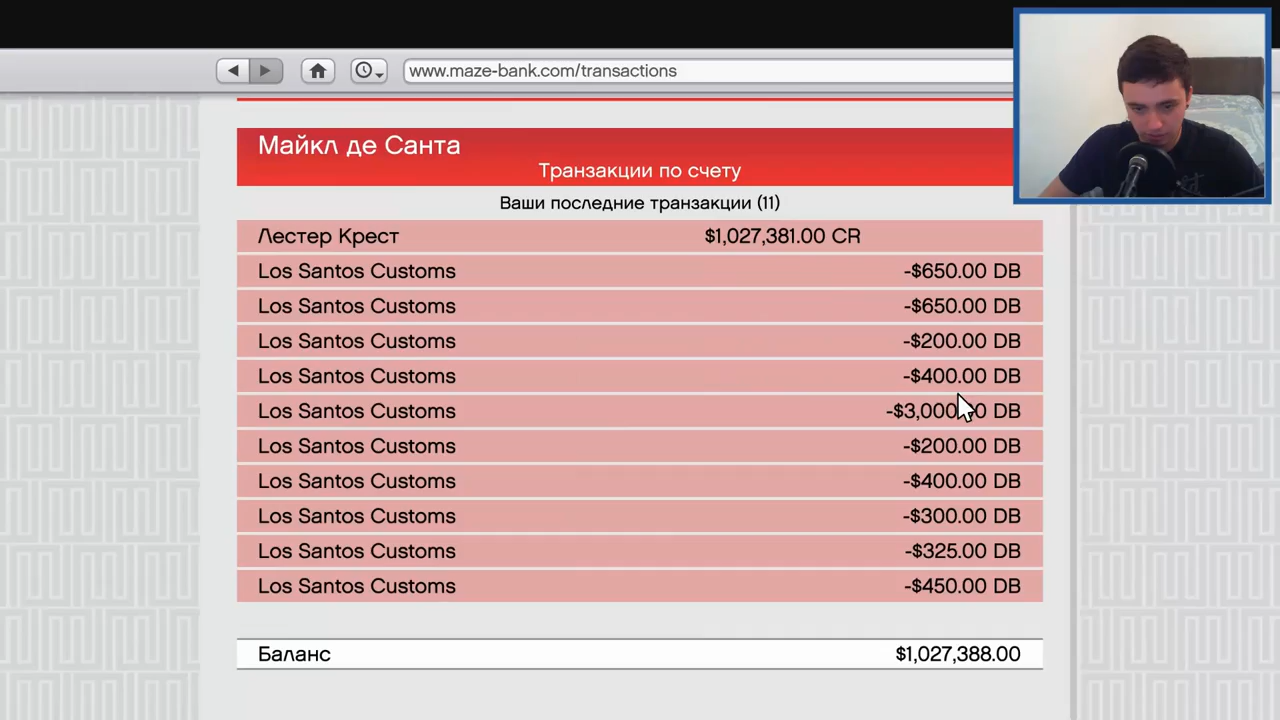 www.maze-bank.com/transactions
Майкл де Санта
Транзакции по счету
Ваши последние транзакции (11)
Лестер Крест $1,027,381.00 CR
Los Santos Customs -$650.00 DB
Los Santos Customs -$650.00 DB
Los Santos Customs -$200.00 DB
Los Santos Customs -$400.00 DB
Los Santos Customs -$3,000.00 DB
Los Santos Customs -$200.00 DB
Los Santos Customs -$400.00 DB
Los Santos Customs -$300.00 DB
Los Santos Customs -$325.00 DB
Los Santos Customs -$450.00 DB
Баланс $1,027,388.00